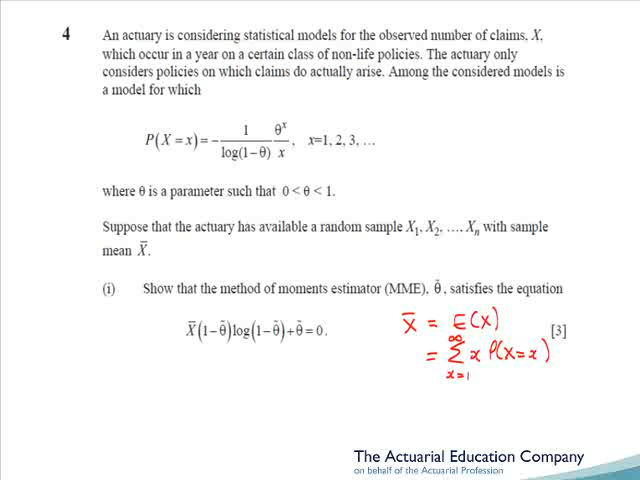 4 An actuary is considering statistical models for the observed number of claims, X,
which occur in a year on a certain class of non-life policies. The actuary only
considers policies on which claims do actually arise. Among the considered models is
a model for which
P(X = x) = − 1/log(1−θ) θ^x/x, x=1, 2, 3, …
where θ is a parameter such that 0 < θ < 1.
Suppose that the actuary has available a random sample X₁, X₂, …, Xₙ with sample
mean X̄.
(i) Show that the method of moments estimator (MME), θ̃, satisfies the equation
X̄(1−θ̃)log(1−θ̃)+θ̃=0. [3]
X̄ = E(X)
= ∑_{x=1}^{∞} x P(X=x)
The Actuarial Education Company
on behalf of the Actuarial Profession